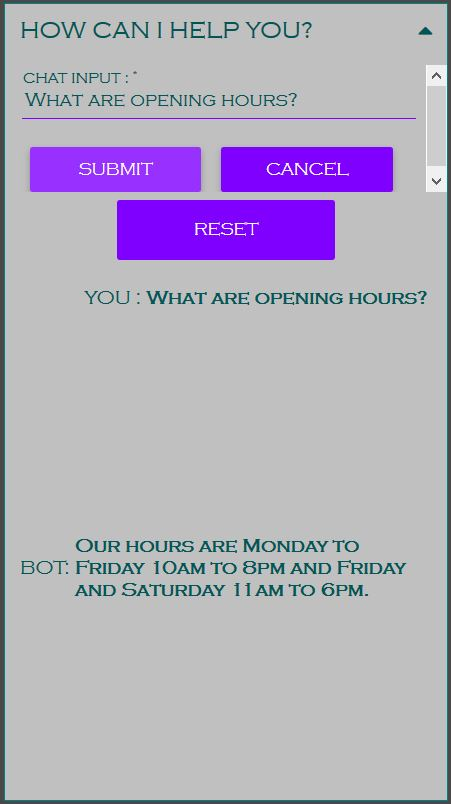 HOW CAN I HELP YOU?
CHAT INPUT : *
WHAT ARE OPENING HOURS?
SUBMIT CANCEL
RESET
YOU : WHAT ARE OPENING HOURS?
OUR HOURS ARE MONDAY TO
BOT: FRIDAY 10AM TO 8PM AND FRIDAY
AND SATURDAY 11AM TO 6PM.